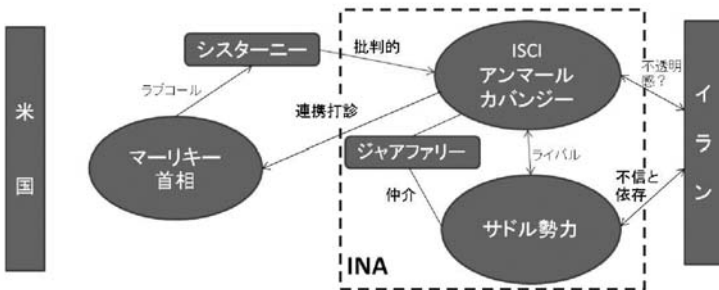 米
国
シスターニー
批判的
ISCI
アンマール
カバンジー
不透明
感？
イ
ラ
ン
ラブコール
連携打診
マーリキー
首相
ジャアファリー
ライバル
不信と
依存
仲介
サドル勢力
INA